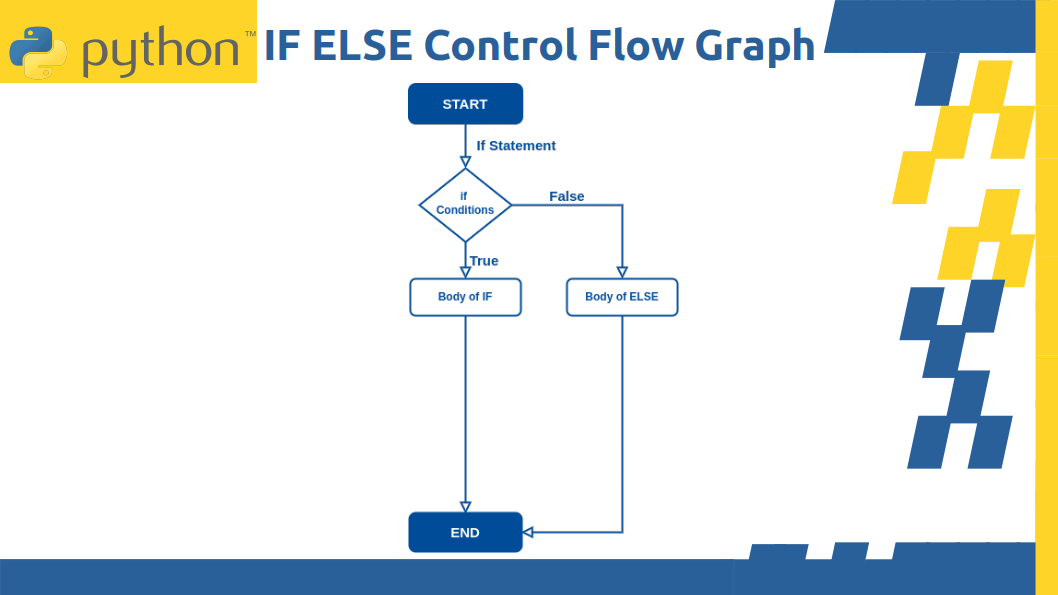 python™
IF ELSE Control Flow Graph
START
If Statement
if
Conditions
False
True
Body of IF
Body of ELSE
END